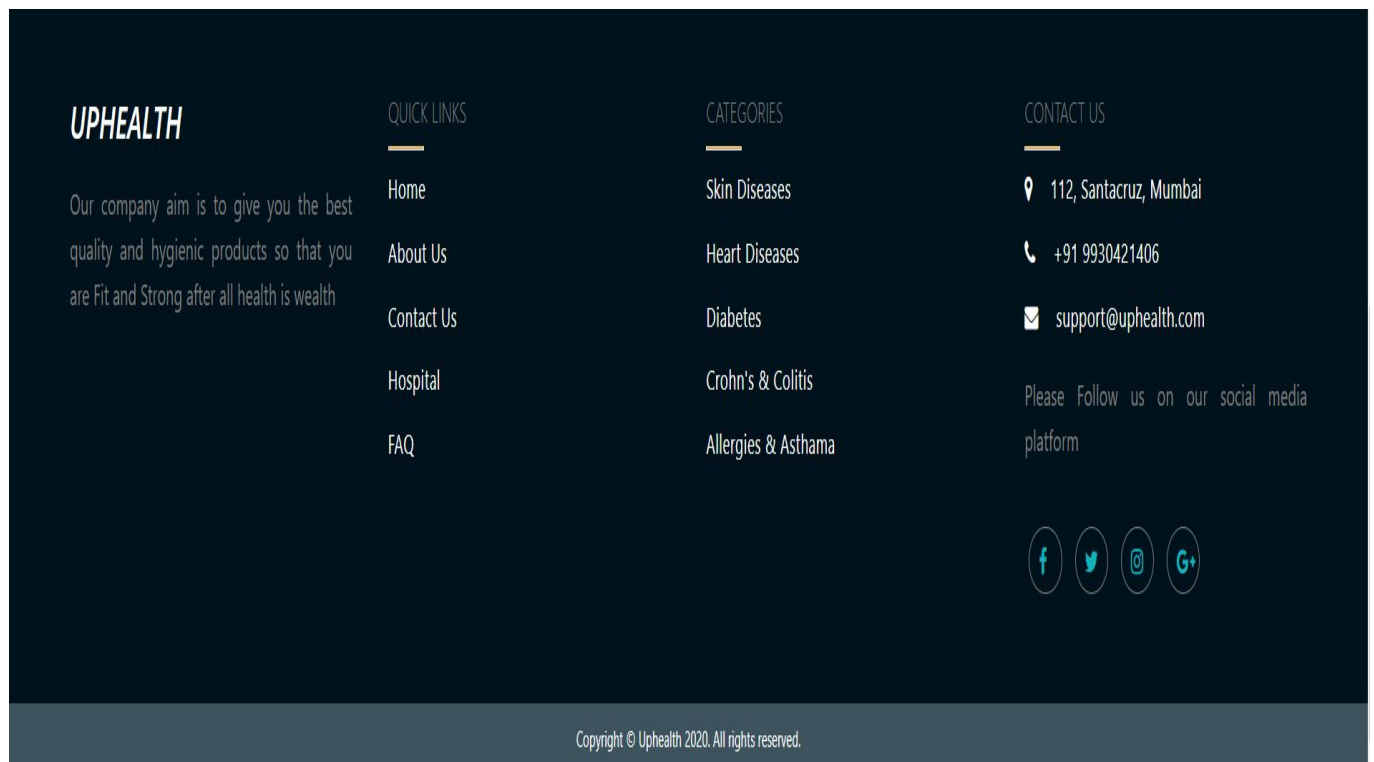 UPHEALTH
Our company aim is to give you the best
quality and hygienic products so that you
are Fit and Strong after all health is wealth
QUICK LINKS
Home
About Us
Contact Us
Hospital
FAQ
CATEGORIES
Skin Diseases
Heart Diseases
Diabetes
Crohn's & Colitis
Allergies & Asthama
CONTACT US
112, Santacruz, Mumbai
+91 9930421406
support@uphealth.com
Please Follow us on our social media
platform
Copyright © Uphealth 2020. All rights reserved.